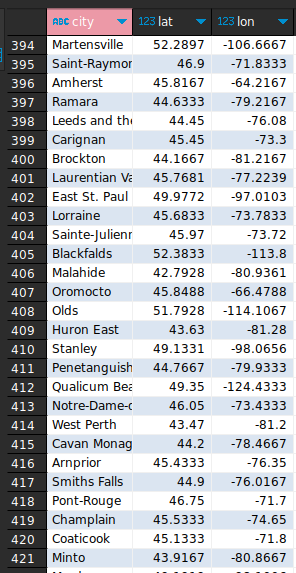 ABC city 123 lat 123 lon
394 Martensville 52.2897 -106.6667
395 Saint-Raymor 46.9 -71.8333
396 Amherst 45.8167 -64.2167
397 Ramara 44.6333 -79.2167
398 Leeds and the 44.45 -76.08
399 Carignan 45.45 -73.3
400 Brockton 44.1667 -81.2167
401 Laurentian Va 45.7681 -77.2239
402 East St. Paul 49.9772 -97.0103
403 Lorraine 45.6833 -73.7833
404 Sainte-Julienn 45.97 -73.72
405 Blackfalds 52.3833 -113.8
406 Malahide 42.7928 -80.9361
407 Oromocto 45.8488 -66.4788
408 Olds 51.7928 -114.1067
409 Huron East 43.63 -81.28
410 Stanley 49.1331 -98.0656
411 Penetanguish 44.7667 -79.9333
412 Qualicum Bea 49.35 -124.4333
413 Notre-Dame-d 46.05 -73.4333
414 West Perth 43.47 -81.2
415 Cavan Monag 44.2 -78.4667
416 Arnprior 45.4333 -76.35
417 Smiths Falls 44.9 -76.0167
418 Pont-Rouge 46.75 -71.7
419 Champlain 45.5333 -74.65
420 Coaticook 45.1333 -71.8
421 Minto 43.9167 -80.8667